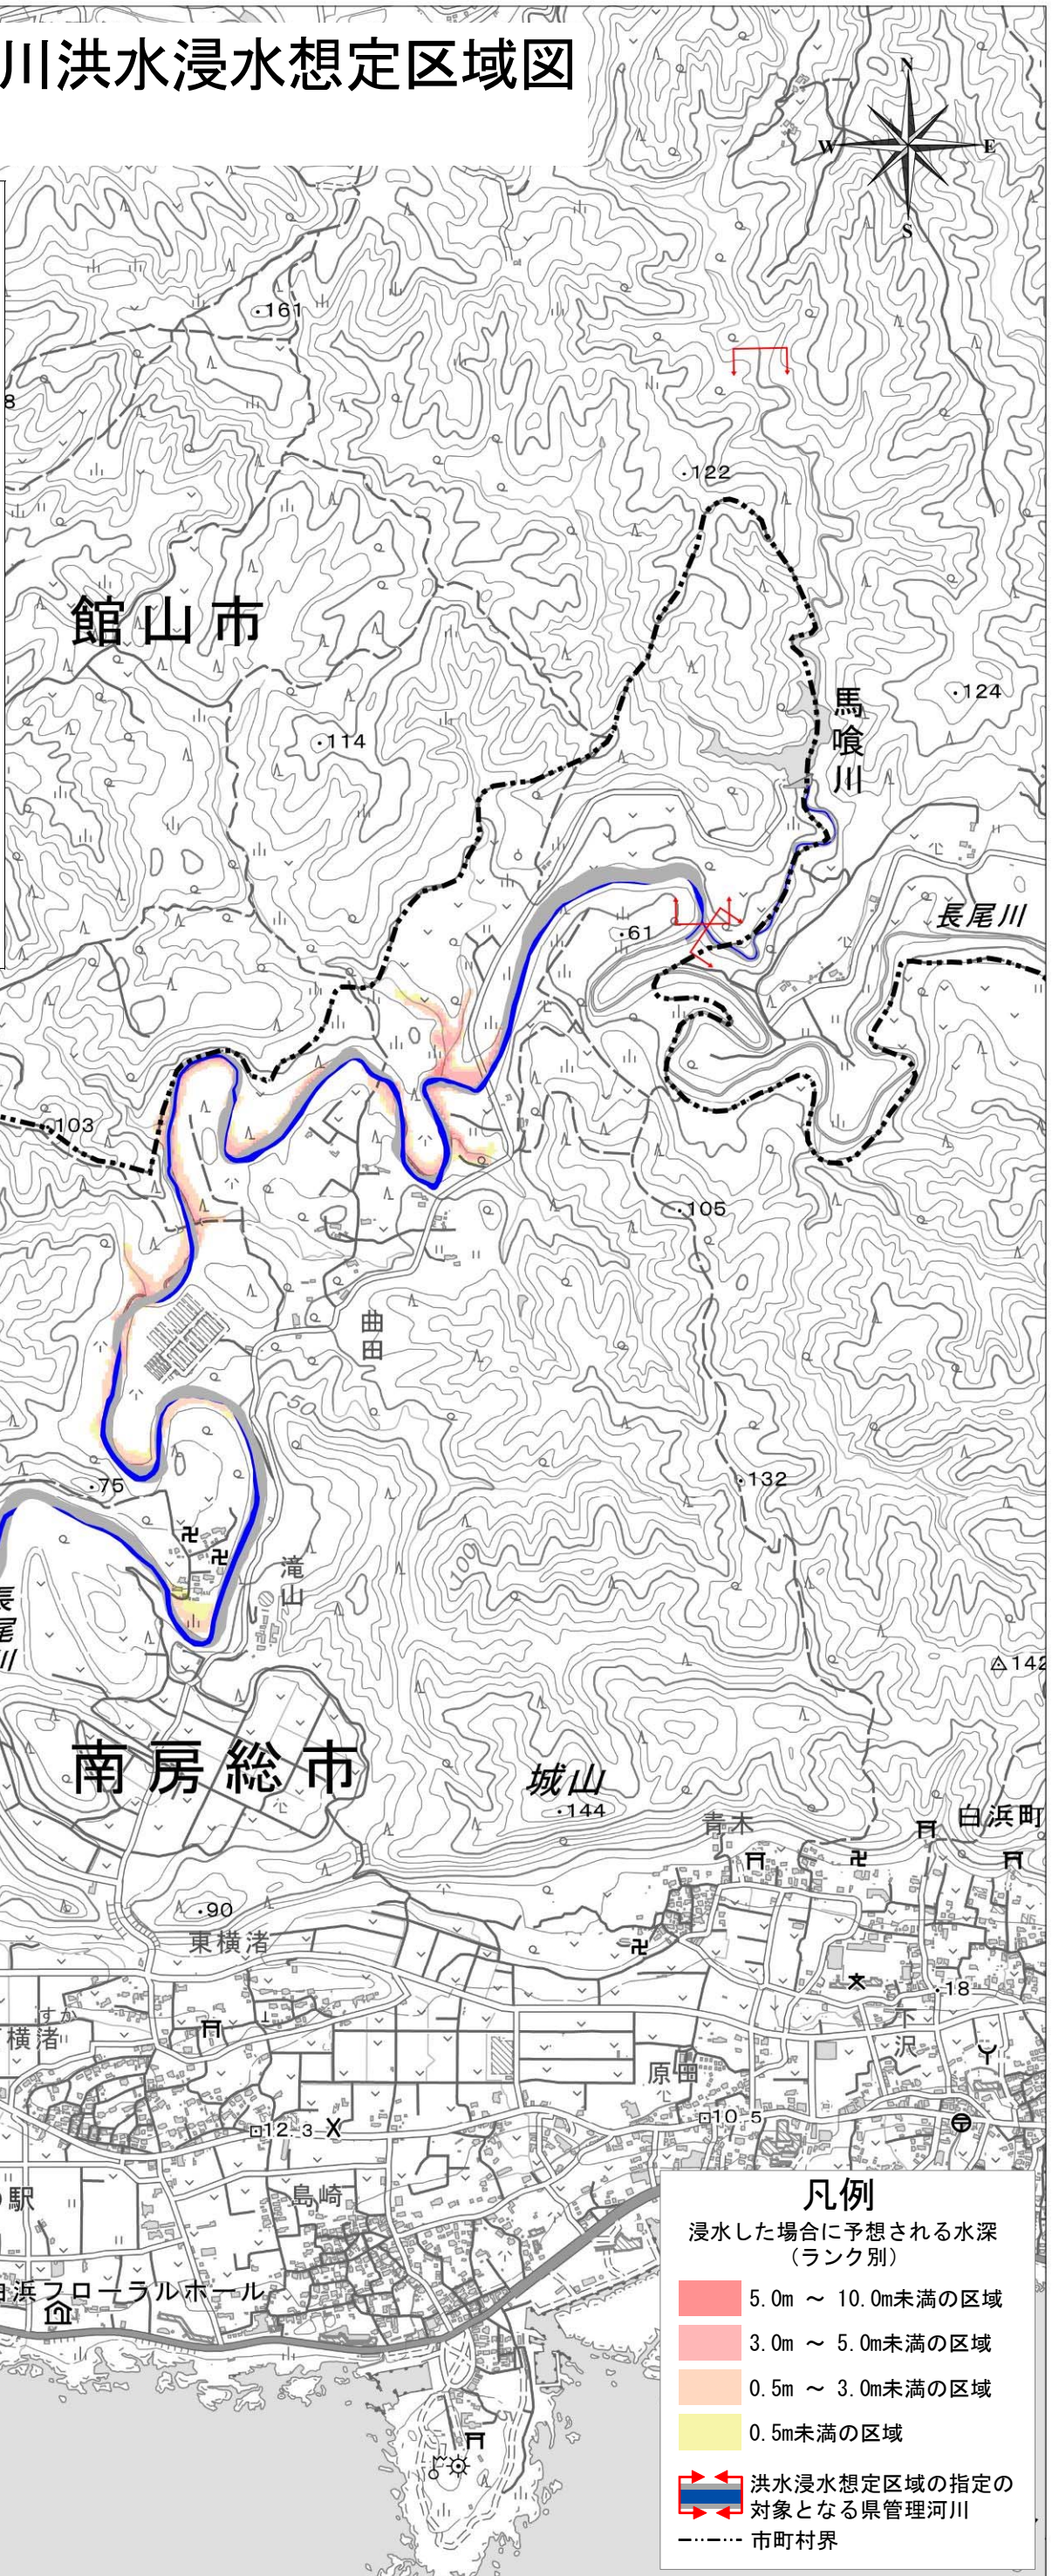 川洪水浸水想定区域図
N
W
E
S
161
8
122
館山市
馬喰川
124
114
長尾川
61
103
105
曲田
50
132
75
滝山
長尾川
142
南房総市
城山
144
青木
白浜町
90
東横渚
18
すか
横渚
下沢
原田
12.3
10.5
島崎
駅
白浜フローラルホール
凡例
浸水した場合に予想される水深
(ランク別)
5.0m ～ 10.0m未満の区域
3.0m ～ 5.0m未満の区域
0.5m ～ 3.0m未満の区域
0.5m未満の区域
洪水浸水想定区域の指定の
対象となる県管理河川
市町村界